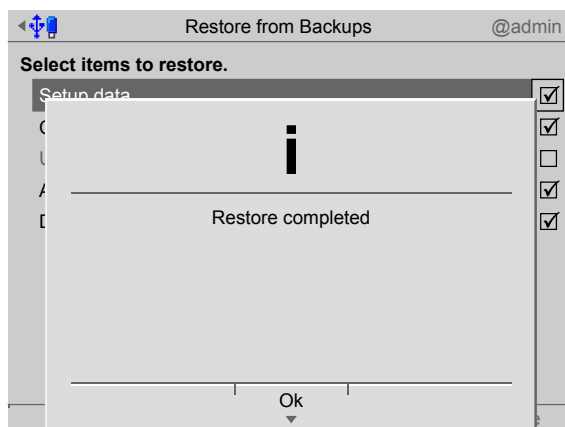 Restore from Backups @admin
Select items to restore.
Setup data
i
Restore completed
Ok